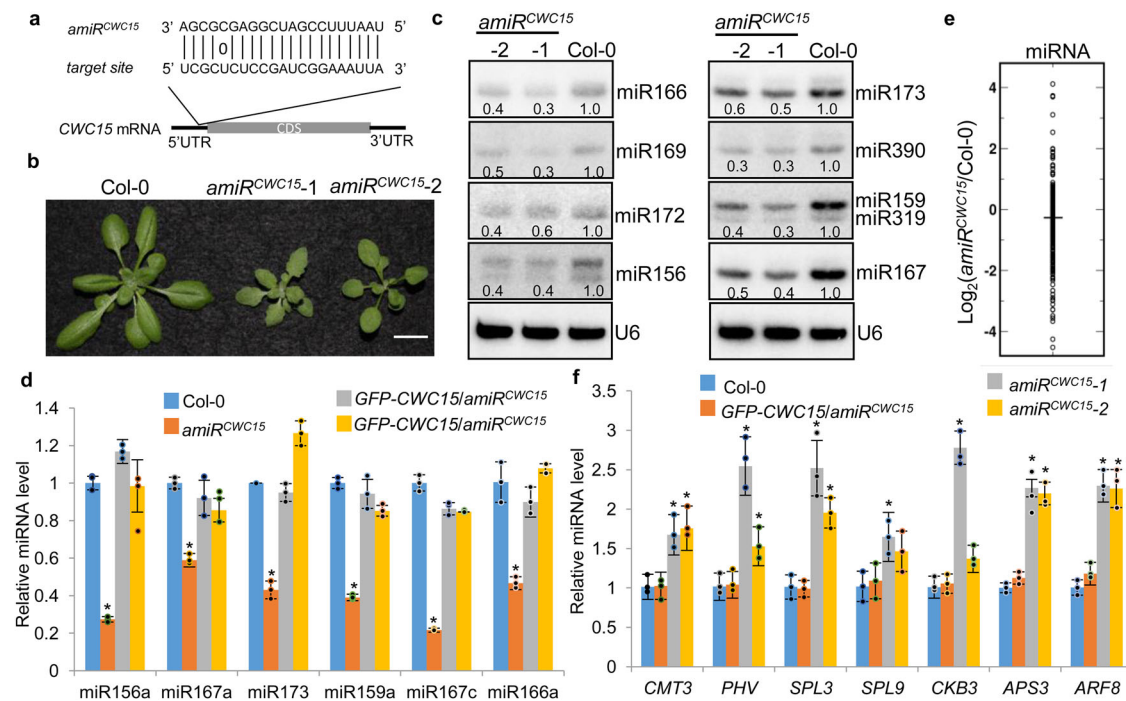 a
amiR^CWC15 3' AGCGCGAGGCUAGCCUUUAAU 5'
0
target site 5' UCGCUCUCCGAUCGGAAAUUA 3'
CWC15 mRNA CDS
5'UTR 3'UTR
b
Col-0 amiR^CWC15-1 amiR^CWC15-2
c
amiR^CWC15
-2 -1 Col-0
miR166
0.4 0.3 1.0
miR169
0.5 0.3 1.0
miR172
0.4 0.6 1.0
miR156
0.4 0.4 1.0
U6
amiR^CWC15
-2 -1 Col-0
miR173
0.6 0.5 1.0
miR390
0.3 0.3 1.0
miR159
miR319
0.4 0.3 1.0
miR167
0.5 0.4 1.0
U6
e
miRNA
Log2(amiR^CWC15/Col-0)
4
2
0
-2
-4
d
Col-0
amiR^CWC15
GFP-CWC15/amiR^CWC15
GFP-CWC15/amiR^CWC15
Relative miRNA level
1.4
1.2
1
0.8
0.6
0.4
0.2
0
* * * * * *
miR156a miR167a miR173 miR159a miR167c miR166a
f
Col-0
GFP-CWC15/amiR^CWC15
amiR^CWC15-1
amiR^CWC15-2
Relative miRNA level
3.5
3
2.5
2
1.5
1
0.5
0
* * * * * * * * * * * *
CMT3 PHV SPL3 SPL9 CKB3 APS3 ARF8